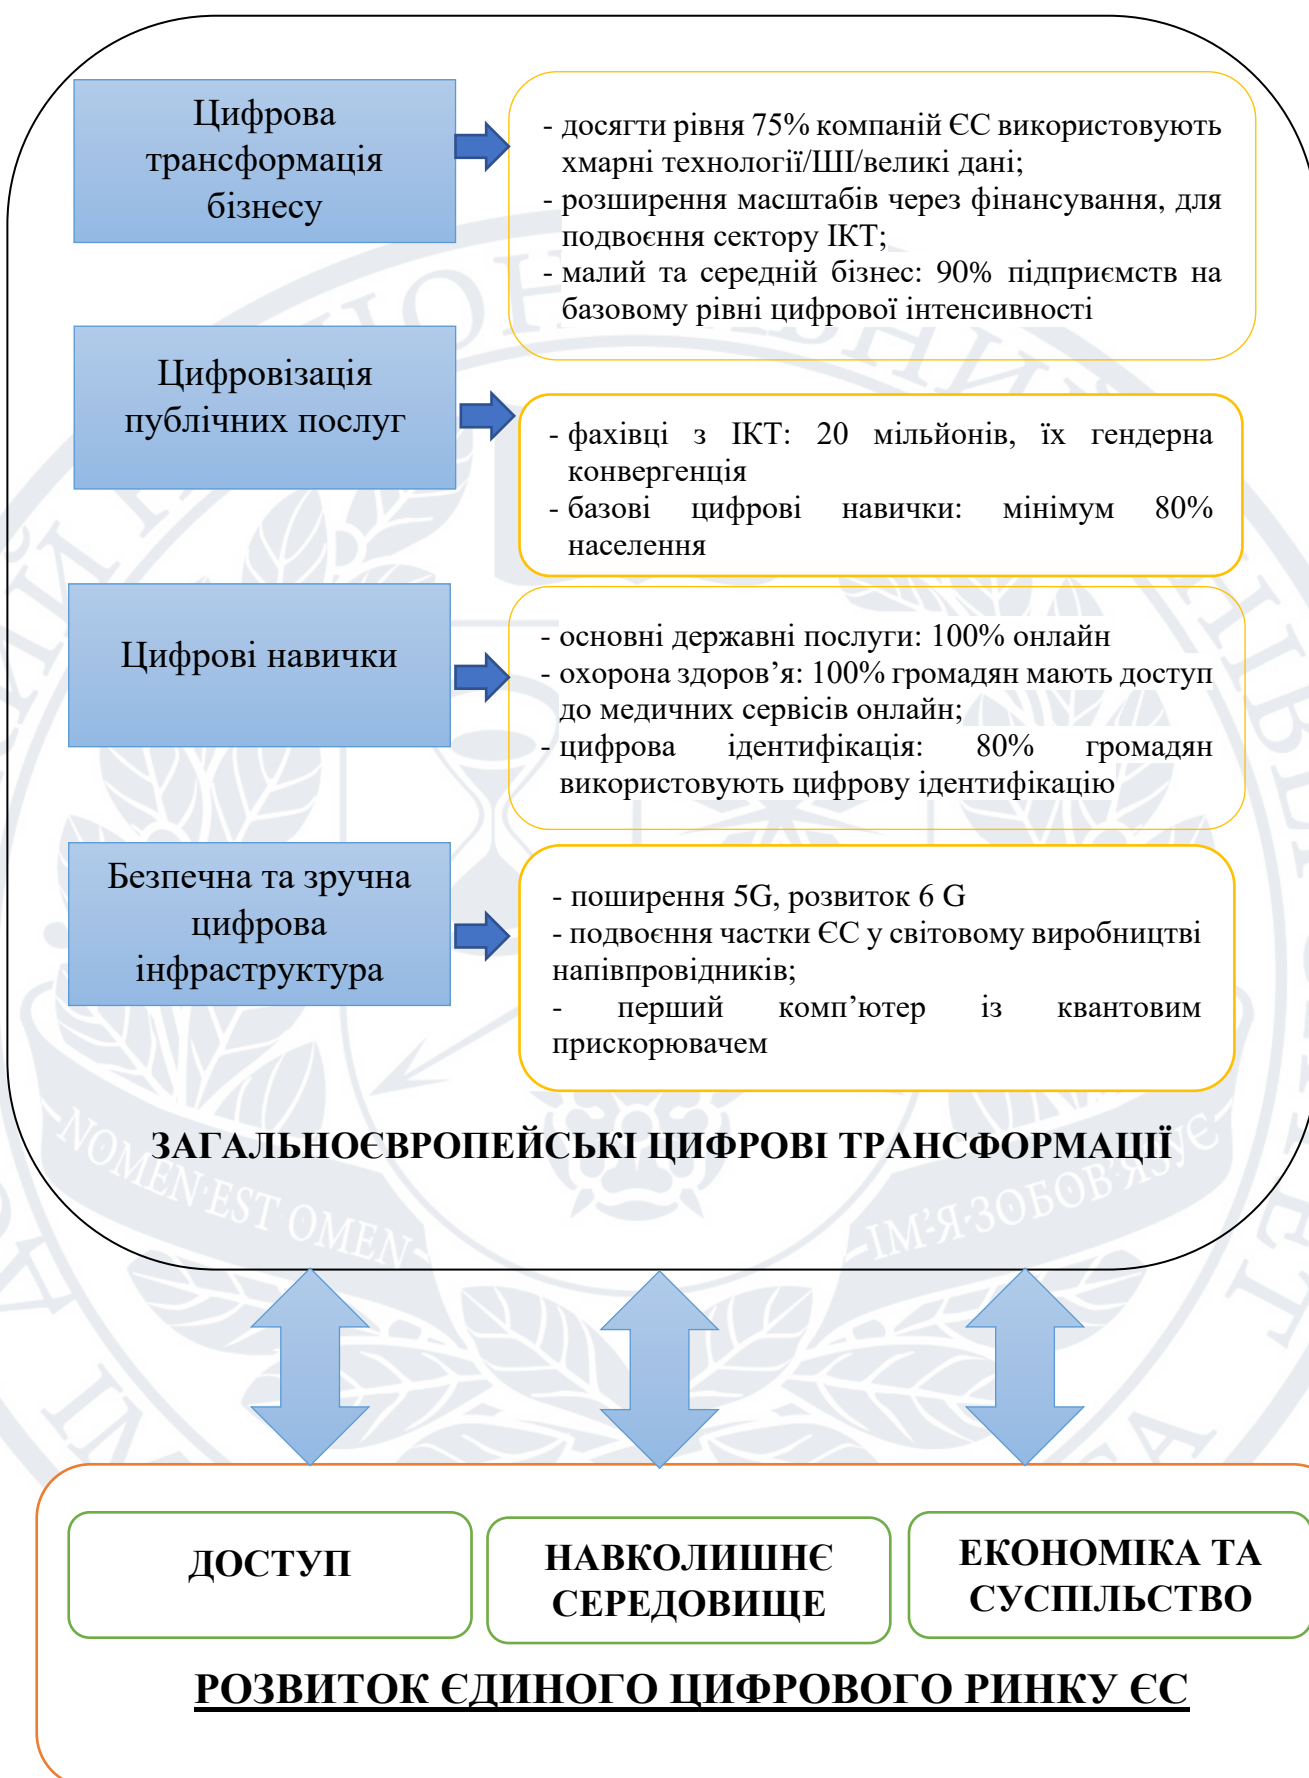 Цифрова
трансформація
бізнесу
- досягти рівня 75% компаній ЄС використовують
хмарні технології/ШІ/великі дані;
- розширення масштабів через фінансування, для
подвоєння сектору ІКТ;
- малий та середній бізнес: 90% підприємств на
базовому рівні цифрової інтенсивності
Цифровізація
публічних послуг
- фахівці з ІКТ: 20 мільйонів, їх гендерна
конвергенція
- базові цифрові навички: мінімум 80%
населення
Цифрові навички
- основні державні послуги: 100% онлайн
- охорона здоров’я: 100% громадян мають доступ
до медичних сервісів онлайн;
- цифрова ідентифікація: 80% громадян
використовують цифрову ідентифікацію
Безпечна та зручна
цифрова
інфраструктура
- поширення 5G, розвиток 6 G
- подвоєння частки ЄС у світовому виробництві
напівпровідників;
- перший комп’ютер із квантовим
прискорювачем
ЗАГАЛЬНОЄВРОПЕЙСЬКІ ЦИФРОВІ ТРАНСФОРМАЦІЇ
NOMEN EST OMEN
ІМ’Я ЗОБОВ’ЯЗУЄ
ДОСТУП
НАВКОЛИШНЄ
СЕРЕДОВИЩЕ
ЕКОНОМІКА ТА
СУСПІЛЬСТВО
РОЗВИТОК ЄДИНОГО ЦИФРОВОГО РИНКУ ЄС